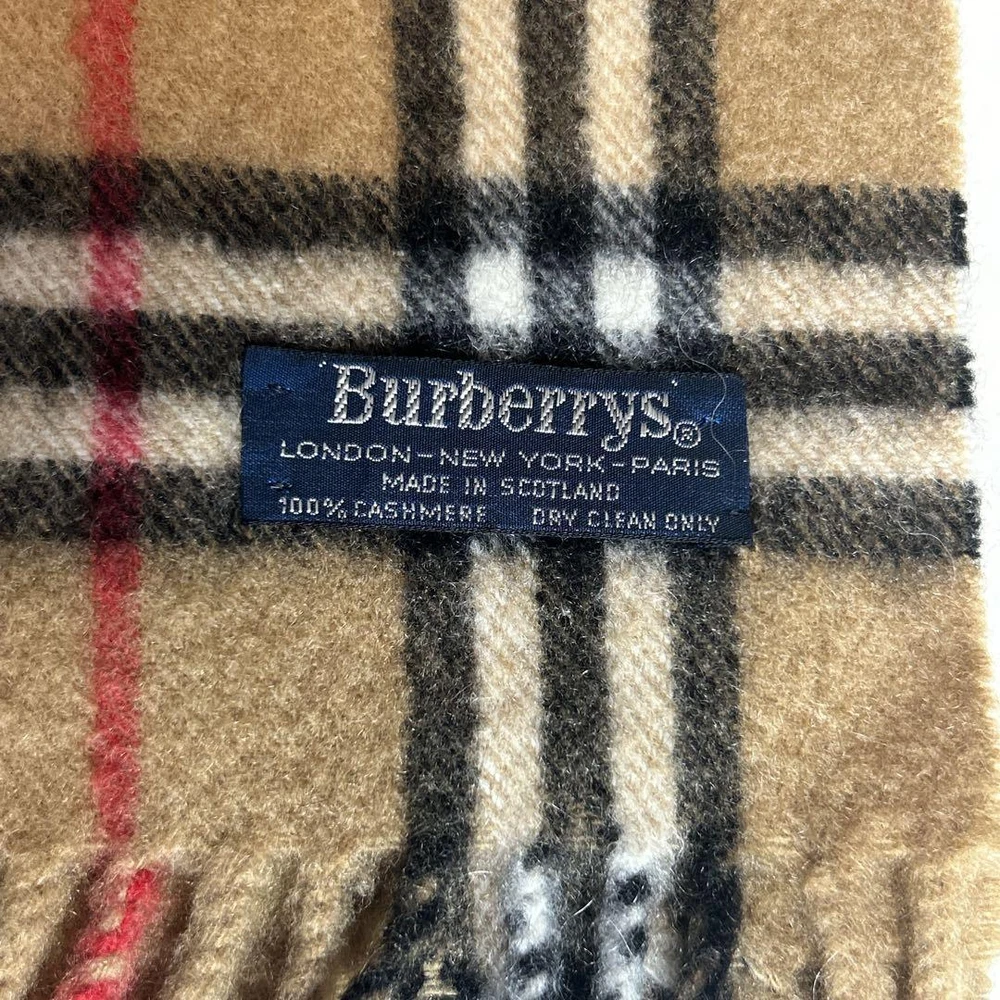 Burberrys®
LONDON-NEW YORK-PARIS
MADE IN SCOTLAND
100% CASHMERE DRY CLEAN ONLY